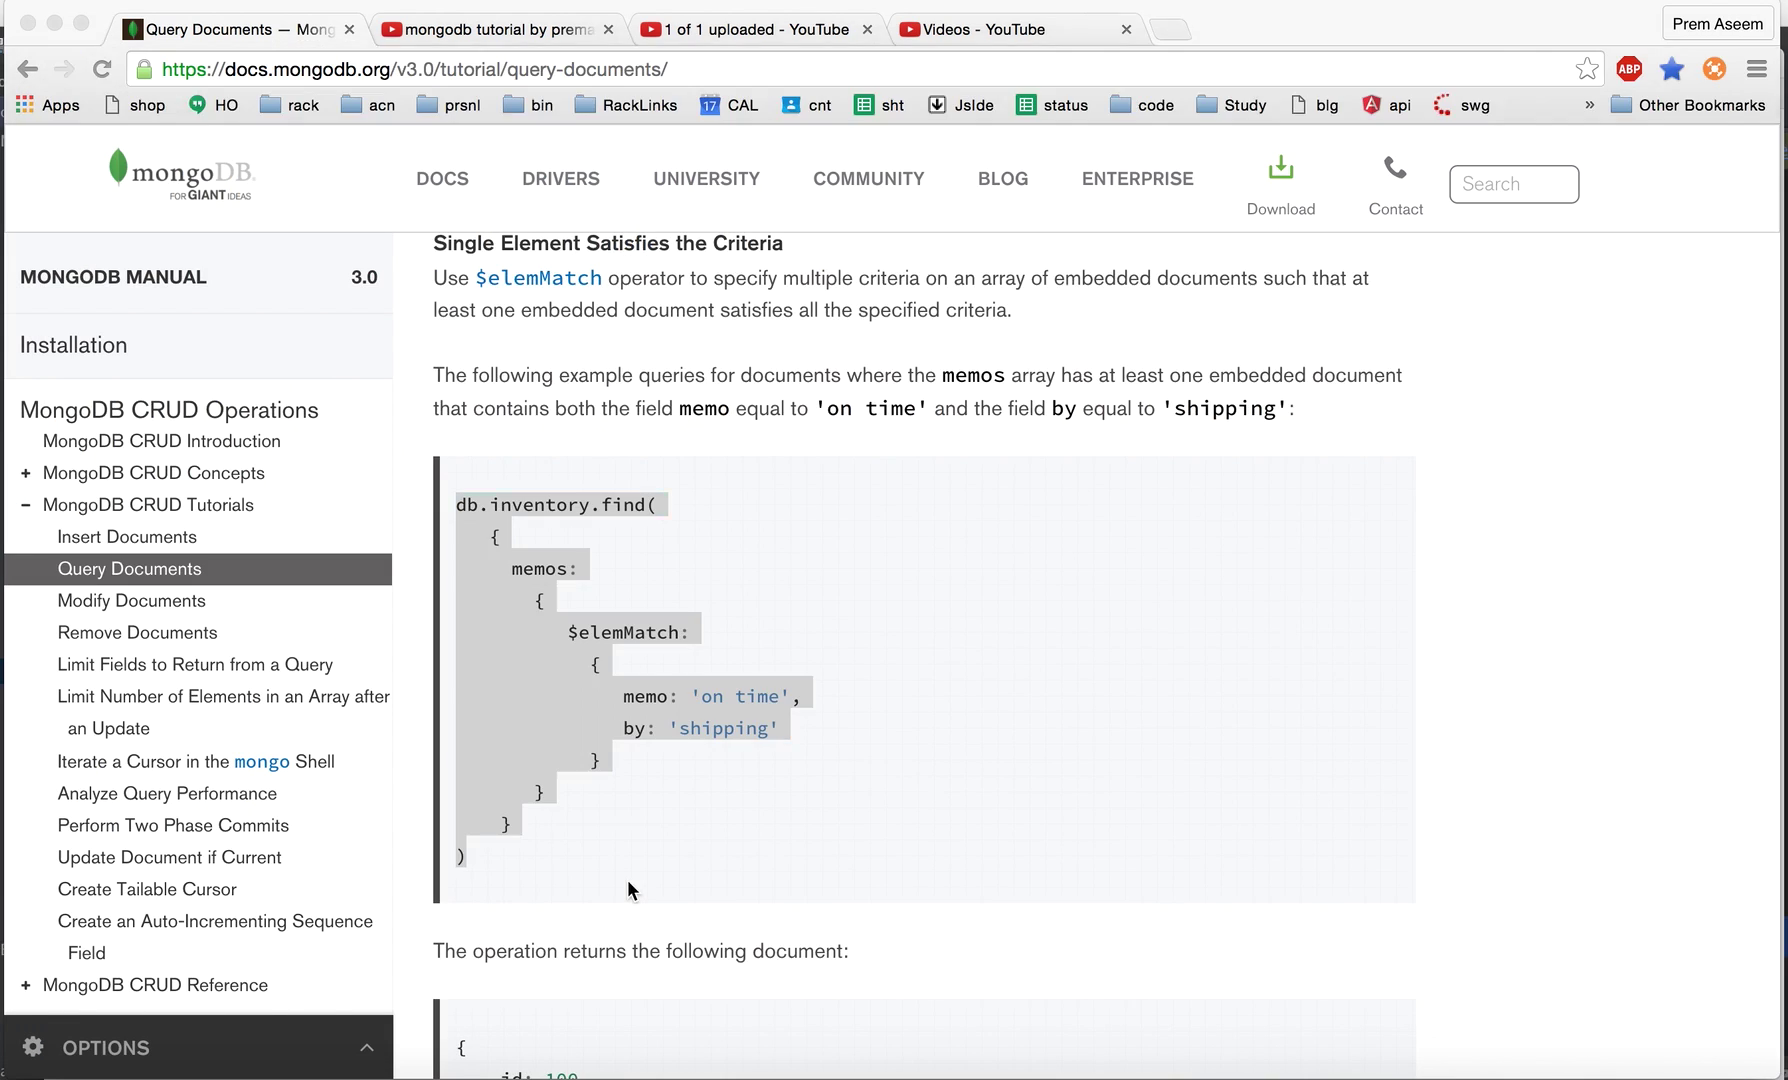 Prem Aseem
Query Documents — Mong
mongodb tutorial by prema
1 of 1 uploaded - YouTube
Videos - YouTube
https://docs.mongodb.org/v3.0/tutorial/query-documents/
ABP
Apps shop HO rack acn prsnl bin RackLinks 17 CAL cnt sht Jslde status code Study blg api swg » Other Bookmarks
mongoDB.
FOR GIANT IDEAS
DOCS DRIVERS UNIVERSITY COMMUNITY BLOG ENTERPRISE
Download
Contact
Search
MONGODB MANUAL 3.0
Installation
MongoDB CRUD Operations
MongoDB CRUD Introduction
+ MongoDB CRUD Concepts
− MongoDB CRUD Tutorials
Insert Documents
Query Documents
Modify Documents
Remove Documents
Limit Fields to Return from a Query
Limit Number of Elements in an Array after
an Update
Iterate a Cursor in the mongo Shell
Analyze Query Performance
Perform Two Phase Commits
Update Document if Current
Create Tailable Cursor
Create an Auto-Incrementing Sequence
Field
+ MongoDB CRUD Reference
OPTIONS
Single Element Satisfies the Criteria
Use $elemMatch operator to specify multiple criteria on an array of embedded documents such that at
least one embedded document satisfies all the specified criteria.
The following example queries for documents where the memos array has at least one embedded document
that contains both the field memo equal to 'on time' and the field by equal to 'shipping':
db.inventory.find(
{
memos:
{
$elemMatch:
{
memo: 'on time',
by: 'shipping'
}
}
}
)
The operation returns the following document:
{
id: 100